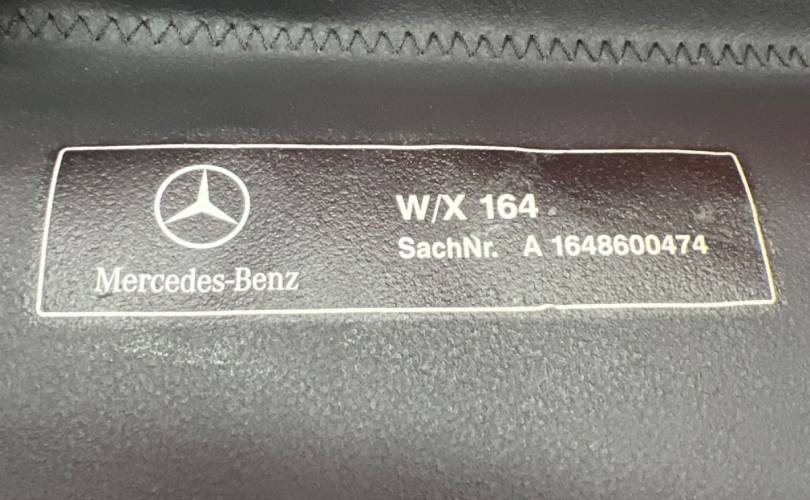 Mercedes-Benz
W/X 164
SachNr. A 1648600474